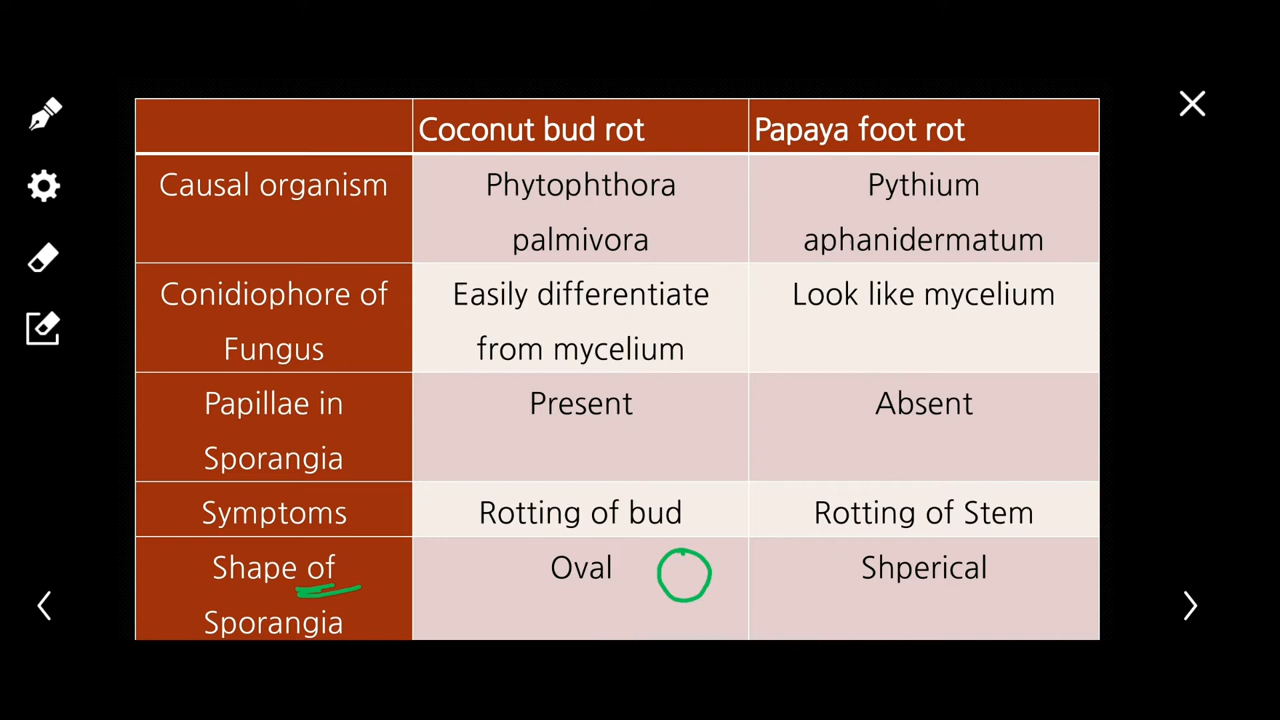 Coconut bud rot Papaya foot rot
Causal organism Phytophthora Pythium
palmivora aphanidermatum
Conidiophore of Easily differentiate Look like mycelium
Fungus from mycelium
Papillae in Present Absent
Sporangia
Symptoms Rotting of bud Rotting of Stem
Shape of Oval Shperical
Sporangia